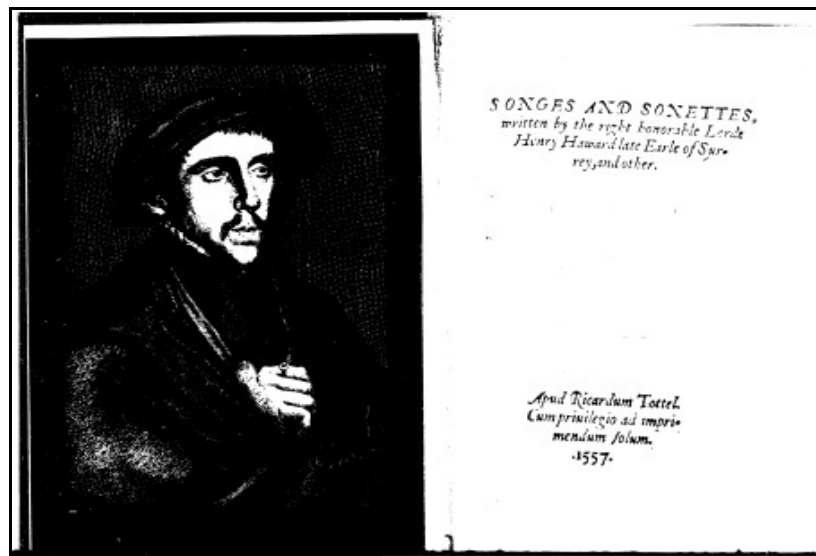 SONGES AND SONETTES,
written by the right honorable Lorde
Henry Haward late Earle of Sur-
rey, and other.
Apud Ricardum Tottel.
Cum priuilegio ad impri-
mendum solum.
.1557.